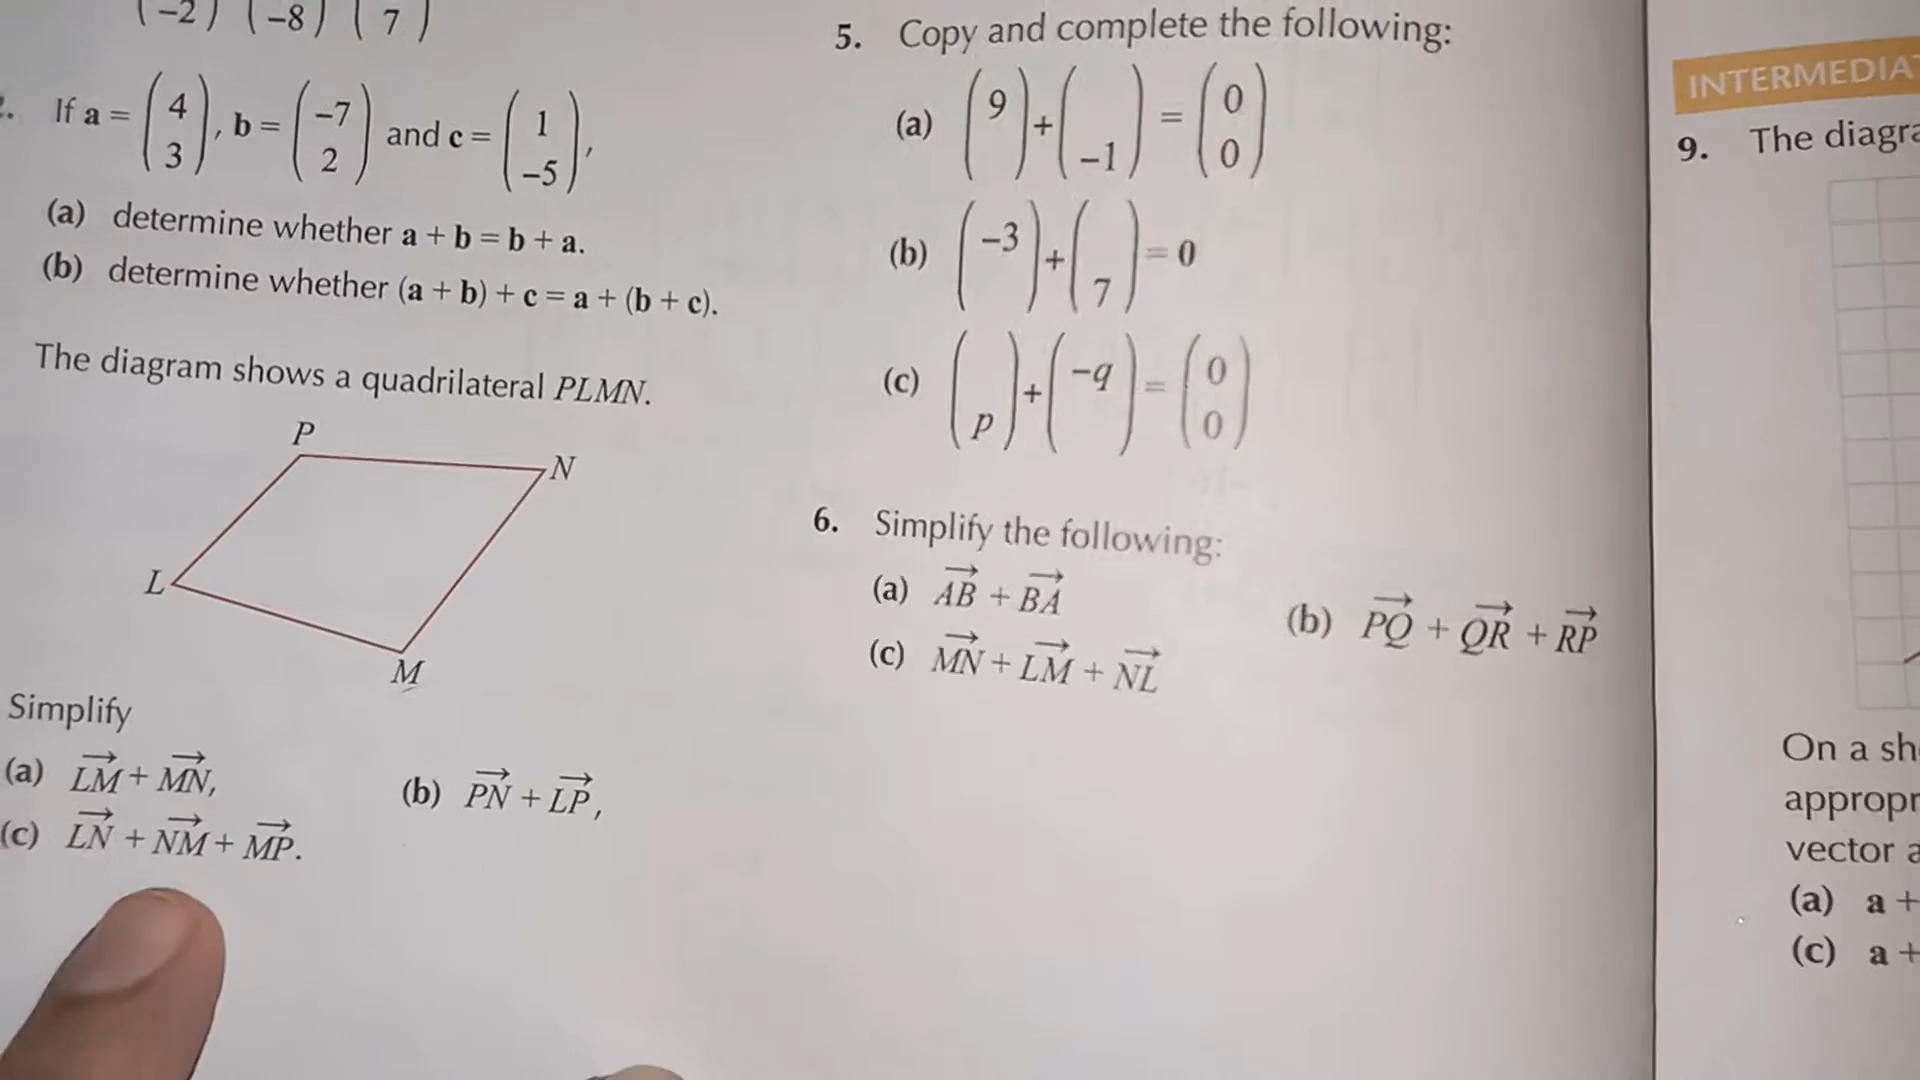 (-2) (-8) (7)
If a = (4 3), b = (-7 2) and c = (1 -5),
(a) determine whether a + b = b + a.
(b) determine whether (a + b) + c = a + (b + c).
The diagram shows a quadrilateral PLMN.
P
N
L
M
Simplify
(a) LM + MN,
(b) PN + LP,
(c) LN + NM + MP.
5. Copy and complete the following:
(a) (9 ) + ( -1) = (0 0)
(b) (-3 ) + ( 7) = 0
(c) ( p) + (-q ) = (0 0)
6. Simplify the following:
(a) AB + BA
(b) PQ + QR + RP
(c) MN + LM + NL
INTERMEDIAT
9. The diagra
On a sh
appropr
vector a
(a) a +
(c) a +